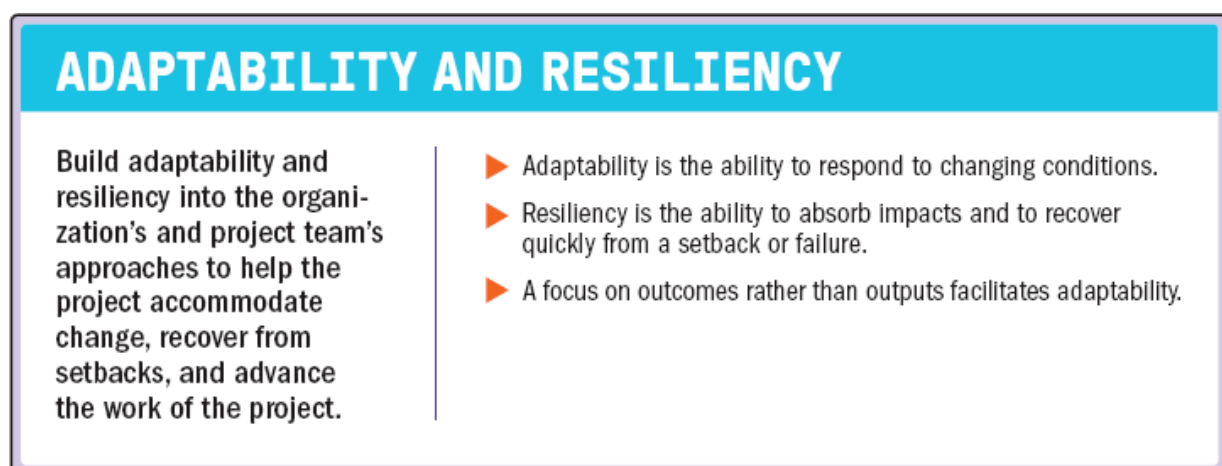 ADAPTABILITY AND RESILIENCY
Build adaptability and
resiliency into the organi-
zation’s and project team’s
approaches to help the
project accommodate
change, recover from
setbacks, and advance
the work of the project.
Adaptability is the ability to respond to changing conditions.
Resiliency is the ability to absorb impacts and to recover
quickly from a setback or failure.
A focus on outcomes rather than outputs facilitates adaptability.